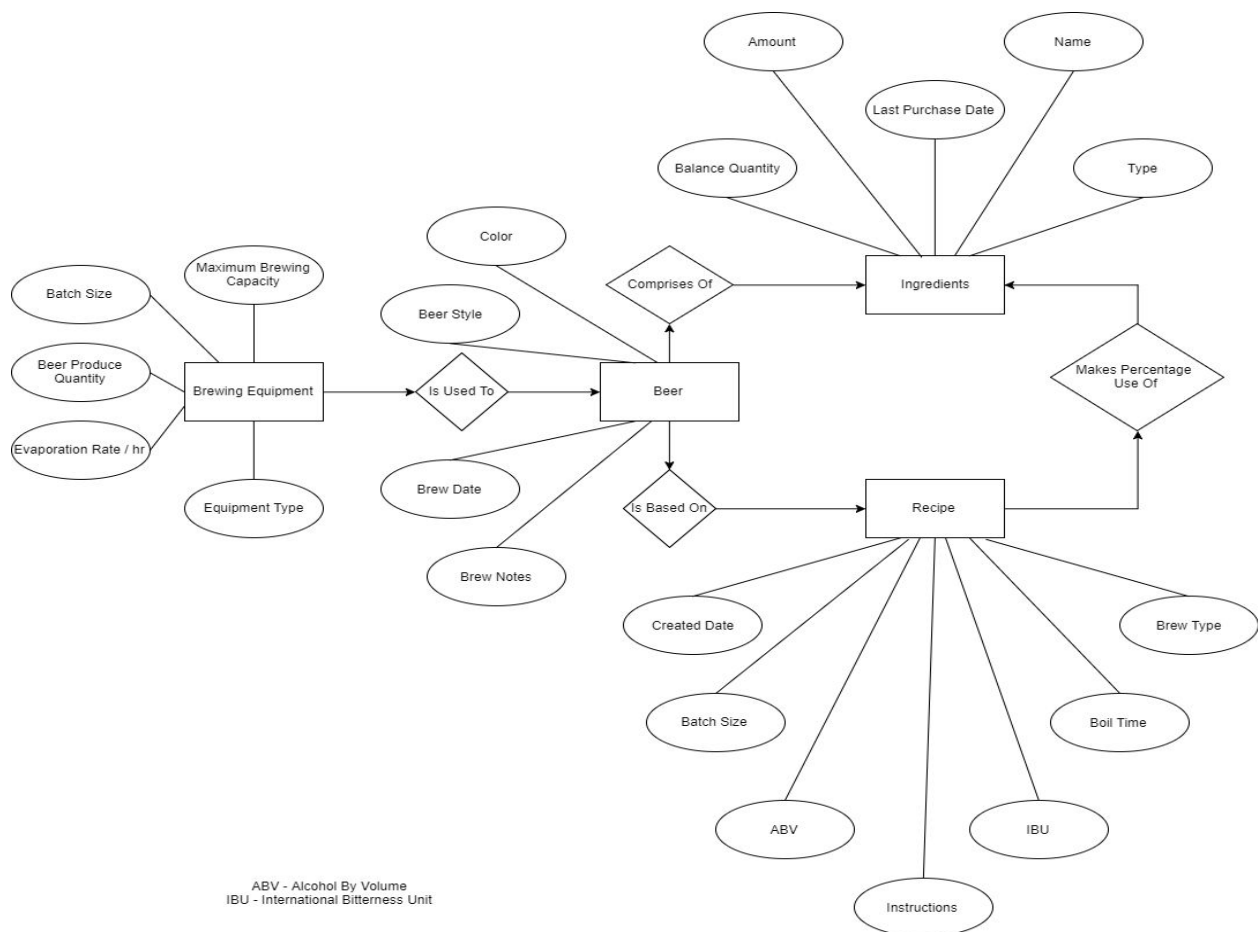 Amount
Name
Last Purchase Date
Balance Quantity
Type
Color
Maximum Brewing
Capacity
Batch Size
Comprises Of
Ingredients
Beer Style
Beer Produce
Quantity
Brewing Equipment
Is Used To
Beer
Makes Percentage
Use Of
Evaporation Rate / hr
Equipment Type
Brew Date
Is Based On
Recipe
Brew Notes
Created Date
Brew Type
Batch Size
Boil Time
ABV
IBU
Instructions
ABV - Alcohol By Volume
IBU - International Bitterness Unit